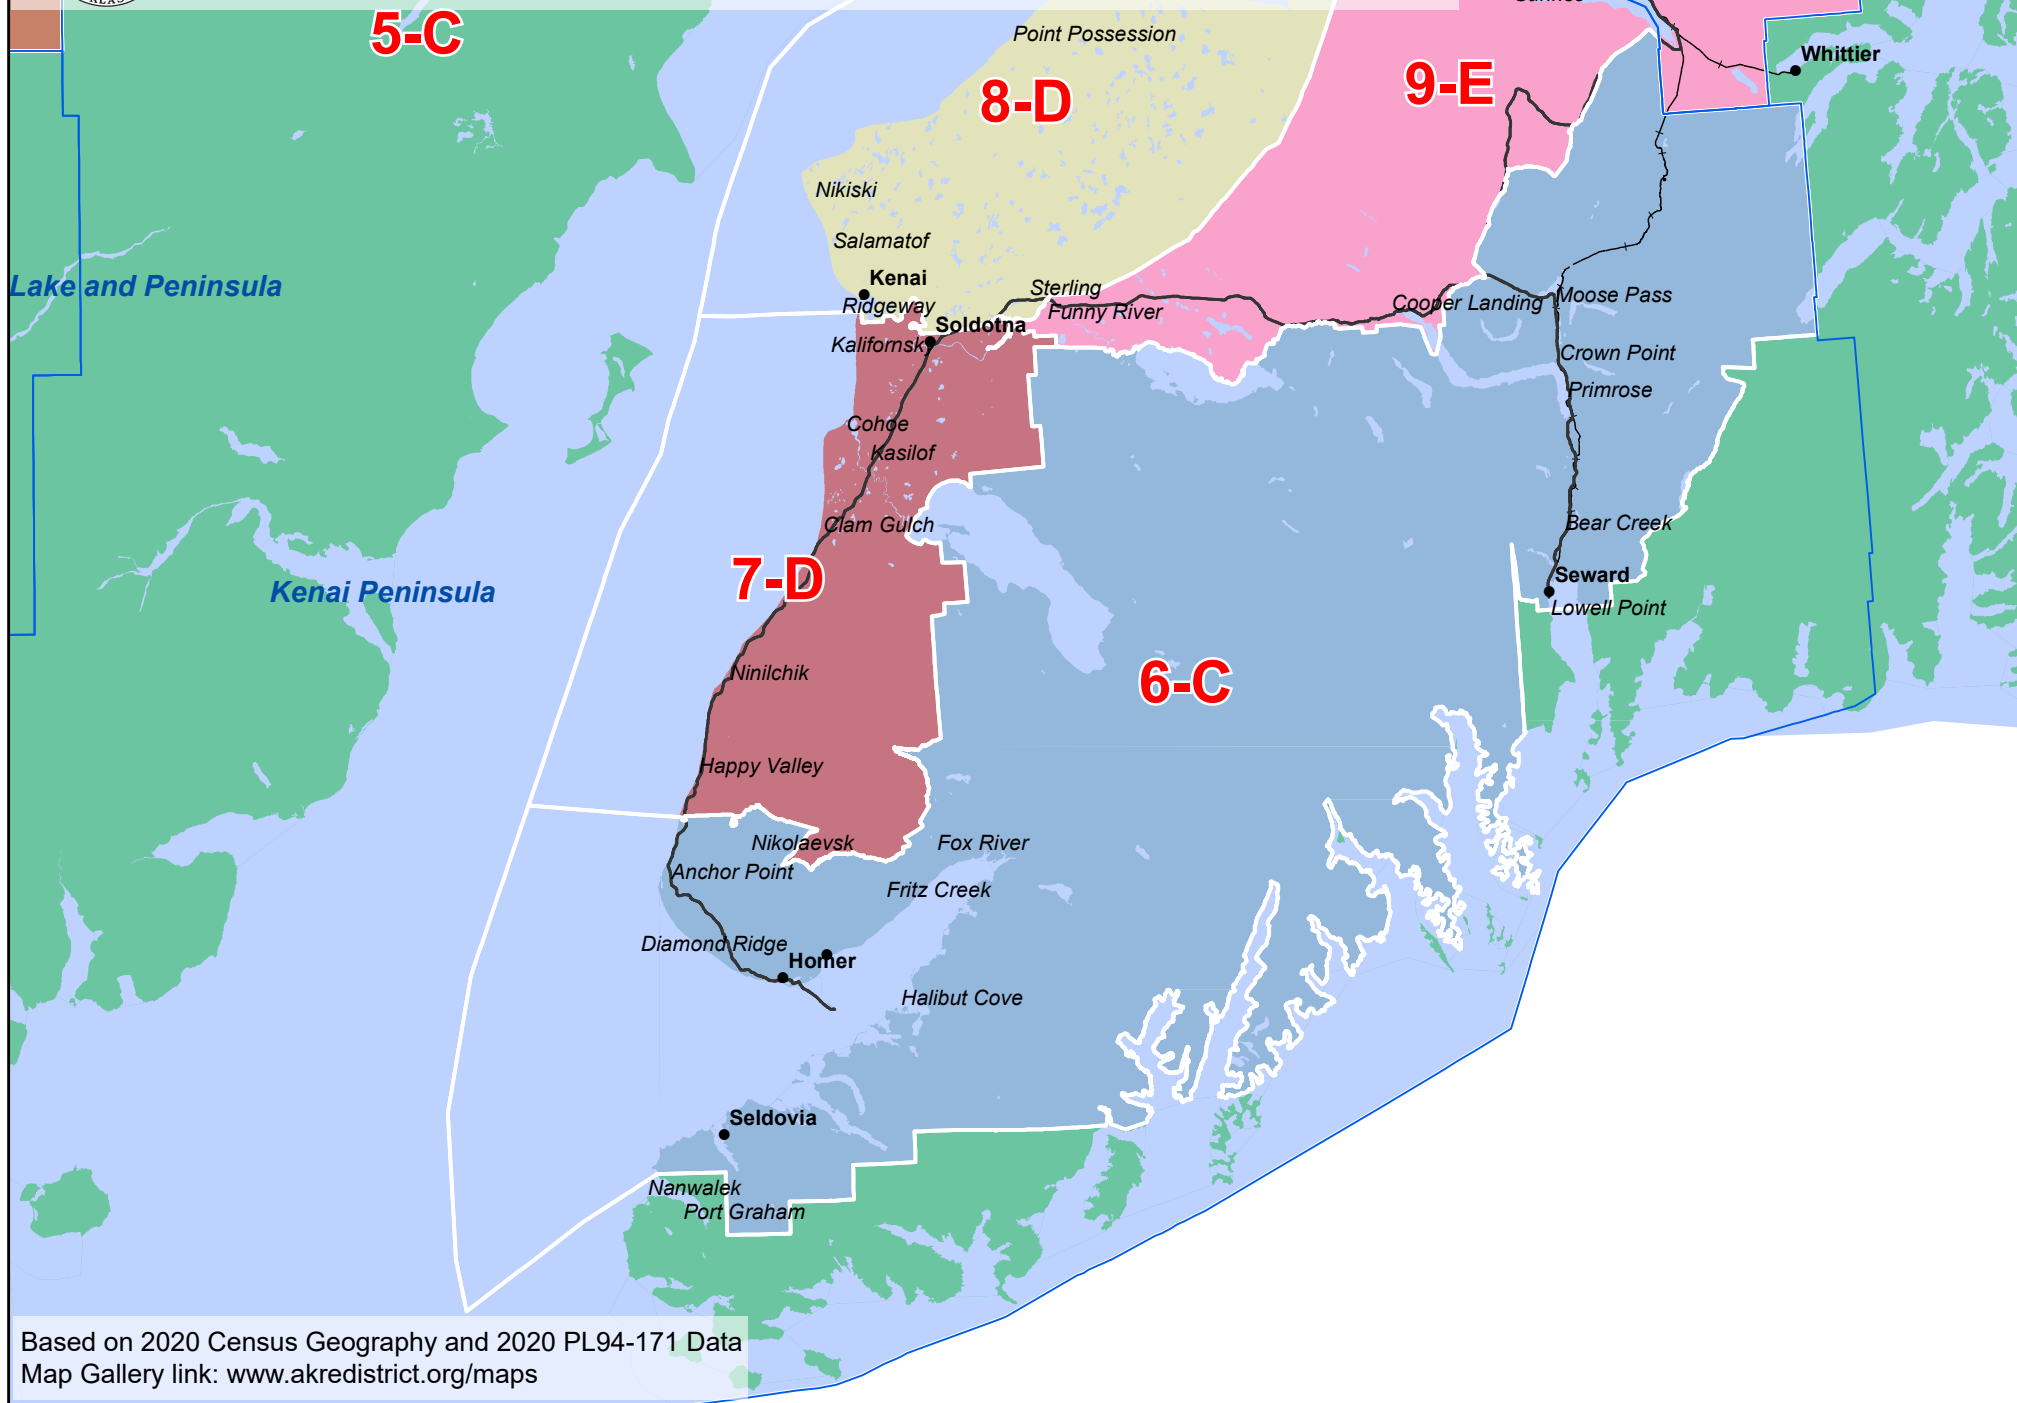 ALAS
5-C
Point Possession
Whittier
8-D
9-E
Nikiski
Salamatof
Kenai
Lake and Peninsula
Sterling
Ridgeway
Funny River
Cooper Landing
Moose Pass
Soldotna
Kalifornsky
Crown Point
Primrose
Cohoe
Kasilof
Clam Gulch
Bear Creek
7-D
Seward
Kenai Peninsula
Lowell Point
Ninilchik
6-C
Happy Valley
Nikolaevsk
Fox River
Anchor Point
Fritz Creek
Diamond Ridge
Homer
Halibut Cove
Seldovia
Nanwalek
Port Graham
Based on 2020 Census Geography and 2020 PL94-171 Data
Map Gallery link: www.akredistrict.org/maps